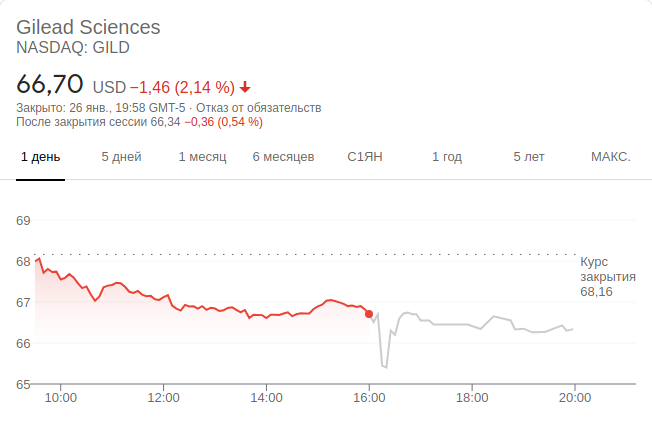 Gilead Sciences
NASDAQ: GILD
66,70 USD −1,46 (2,14 %)
Закрыто: 26 янв., 19:58 GMT-5 · Отказ от обязательств
После закрытия сессии 66,34 −0,36 (0,54 %)
1 день 5 дней 1 месяц 6 месяцев С1ЯН 1 год 5 лет МАКС.
69
68
67
66
65
Курс
закрытия
68,16
10:00 12:00 14:00 16:00 18:00 20:00